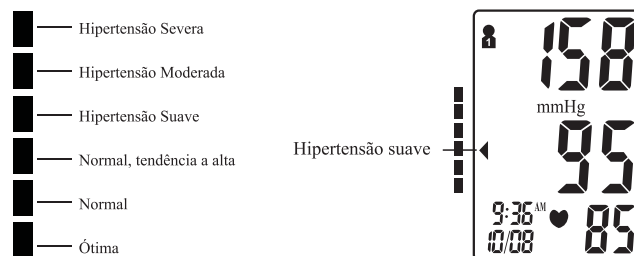 Hipertensão Severa
Hipertensão Moderada
Hipertensão Suave
Normal, tendência a alta
Normal
Ótima
Hipertensão suave
1
158
mmHg
95
9:36 AM
10/08
85